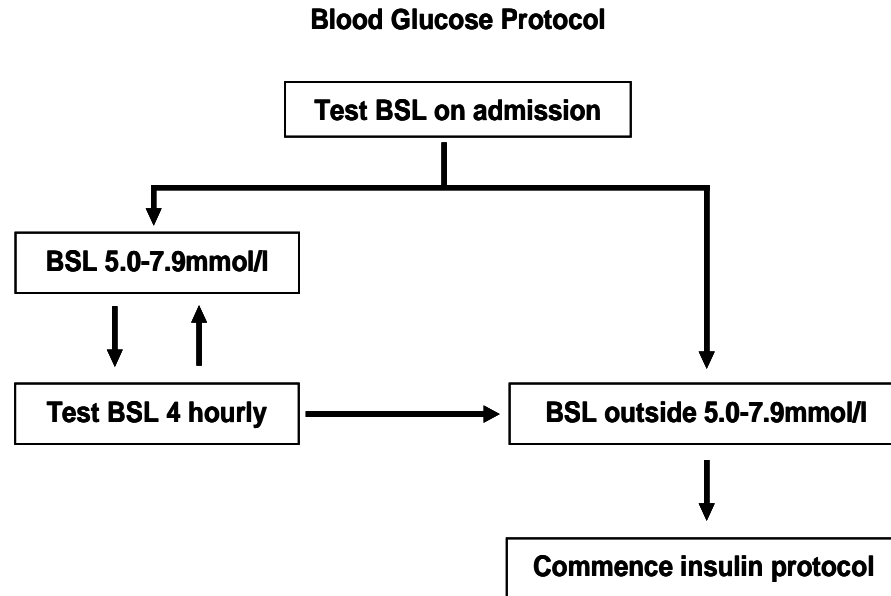 Blood Glucose Protocol
Test BSL on admission
BSL 5.0-7.9mmol/l
Test BSL 4 hourly
BSL outside 5.0-7.9mmol/l
Commence insulin protocol